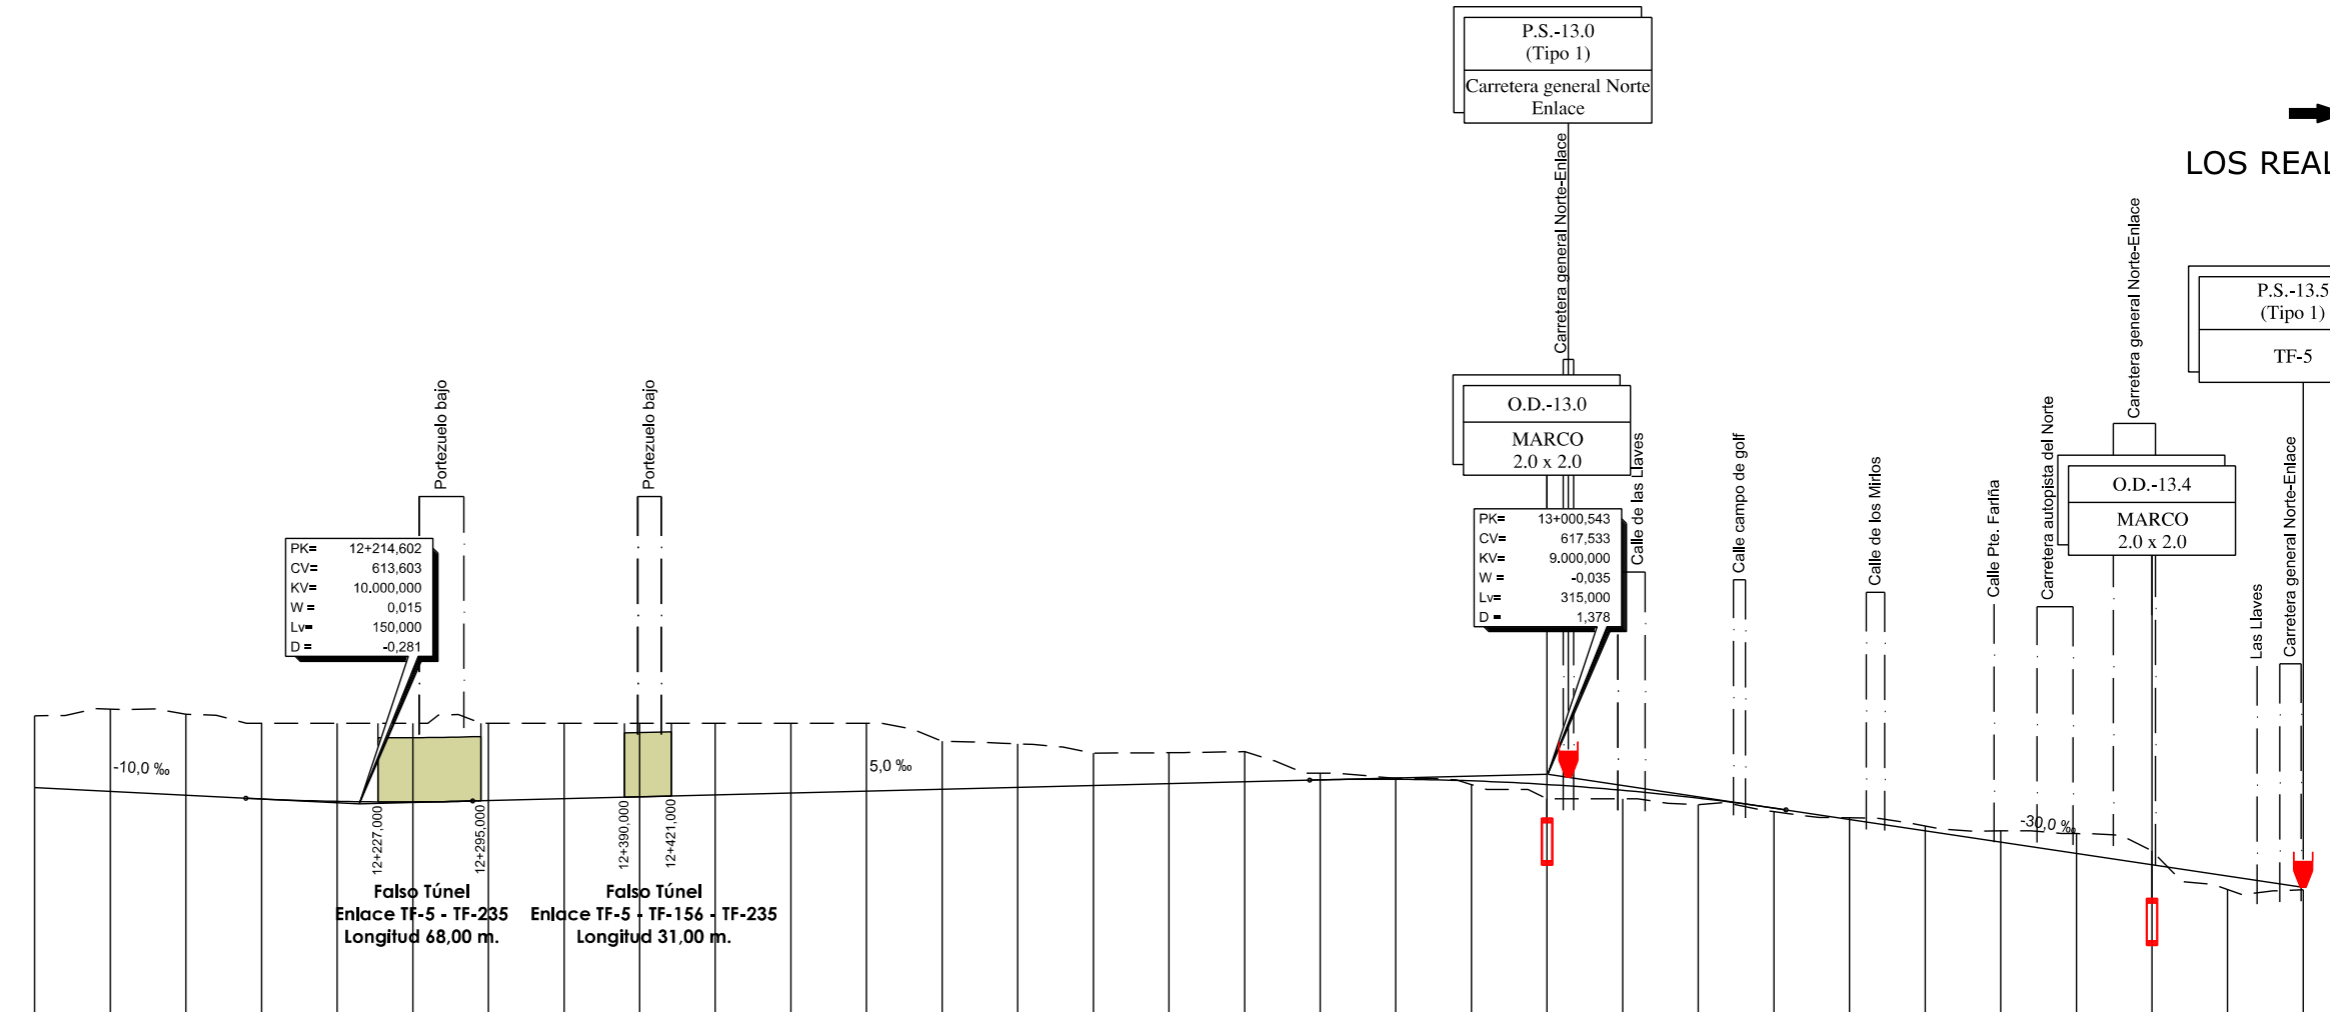 P.S.-13.0
(Tipo 1)
Carretera general Norte
Enlace
LOS REAL
Carretera general Norte-Enlace
Carretera general Norte-Enlace
P.S.-13.5
(Tipo 1)
TF-5
Portezuelo bajo
Portezuelo bajo
O.D.-13.0
MARCO
2.0 x 2.0
Calle de las Llaves
Calle campo de golf
Calle de los Mirlos
Calle Pte. Fariña
Carretera autopista del Norte
O.D.-13.4
MARCO
2.0 x 2.0
Las Llaves
Carretera general Norte-Enlace
PK= 12+214,602
CV= 613,603
KV= 10.000,000
W = 0,015
Lv= 150,000
D = -0,281
PK= 13+000,543
CV= 617,533
KV= 9.000,000
W = -0,035
Lv= 315,000
D = 1,378
-10,0 ‰
5,0 ‰
-30,0 ‰
12+227,000
12+295,000
12+390,000
12+421,000
Falso Túnel
Enlace TF-5 - TF-235
Longitud 68,00 m.
Falso Túnel
Enlace TF-5 - TF-156 - TF-235
Longitud 31,00 m.